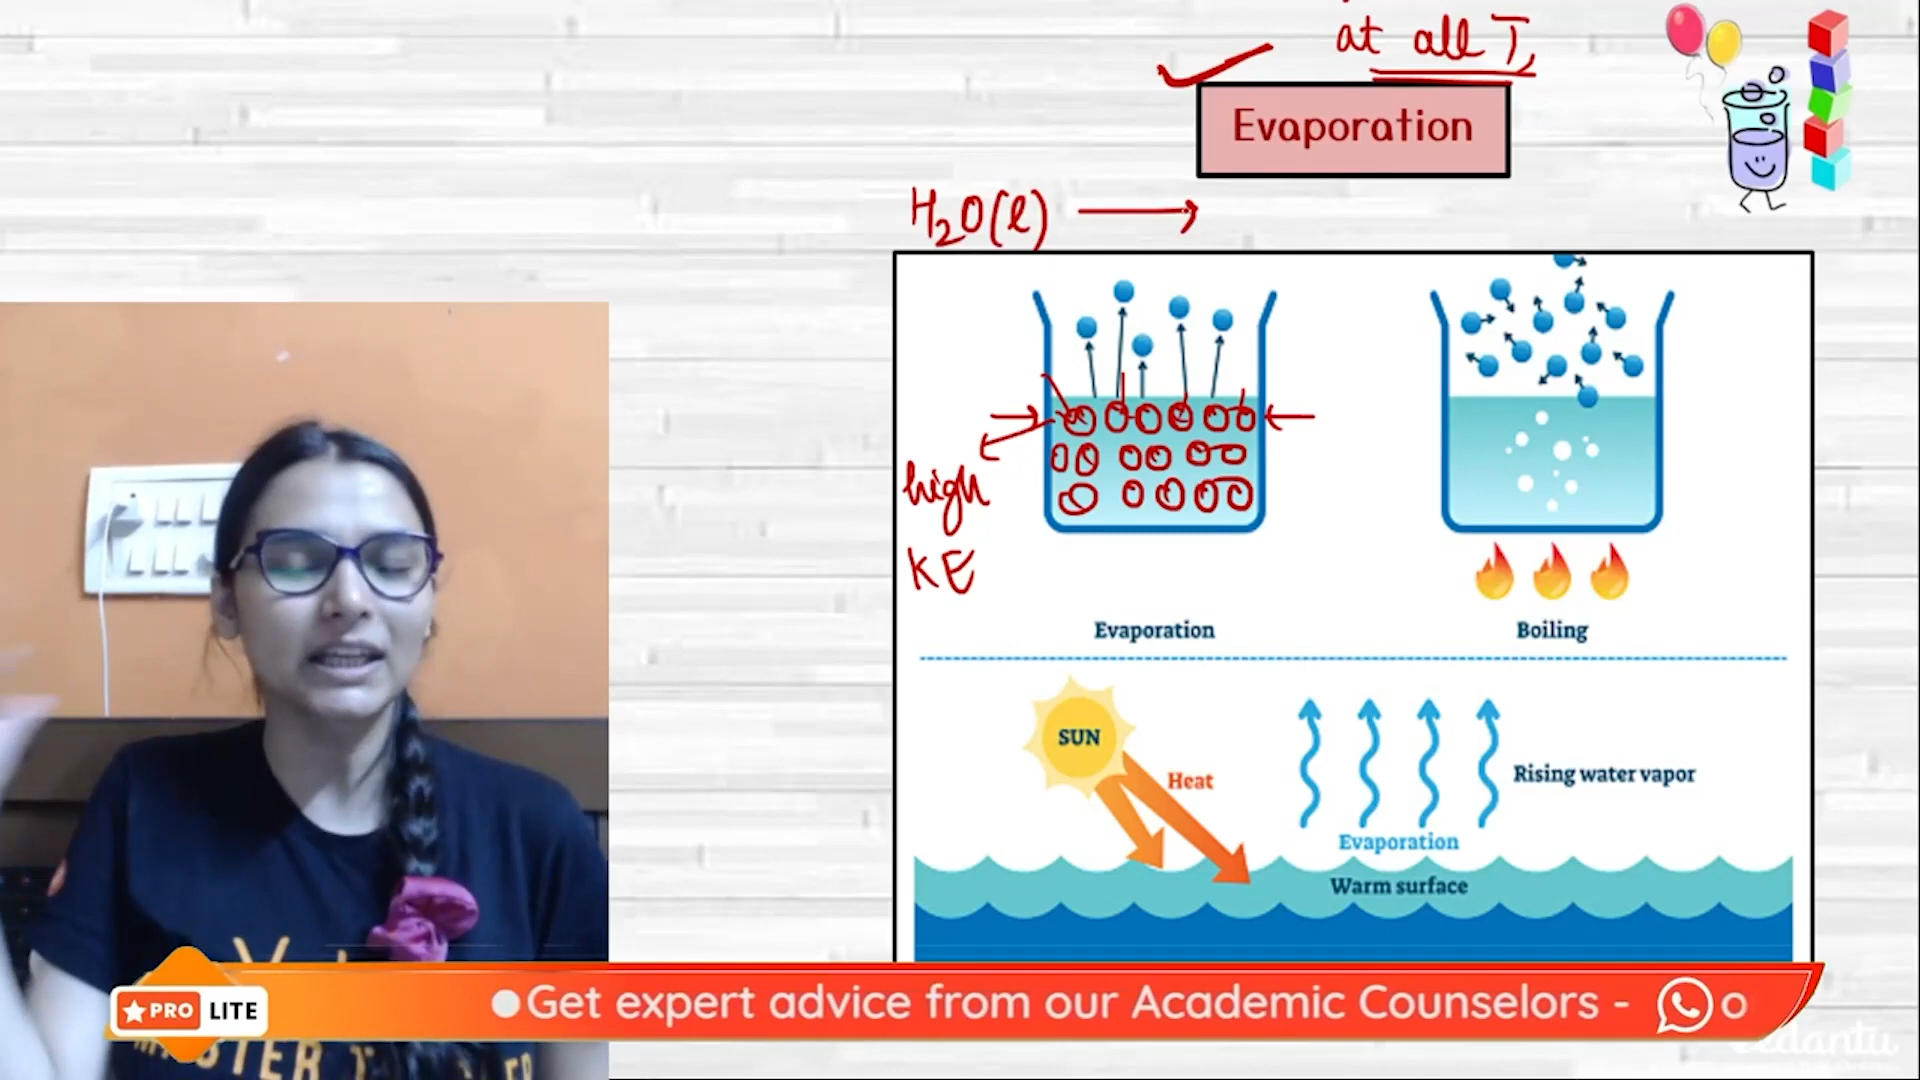 at all T,
Evaporation
H₂O(l) →
high
KE
Evaporation
Boiling
SUN
Heat
Rising water vapor
Evaporation
Warm surface
PRO LITE
Get expert advice from our Academic Counselors -